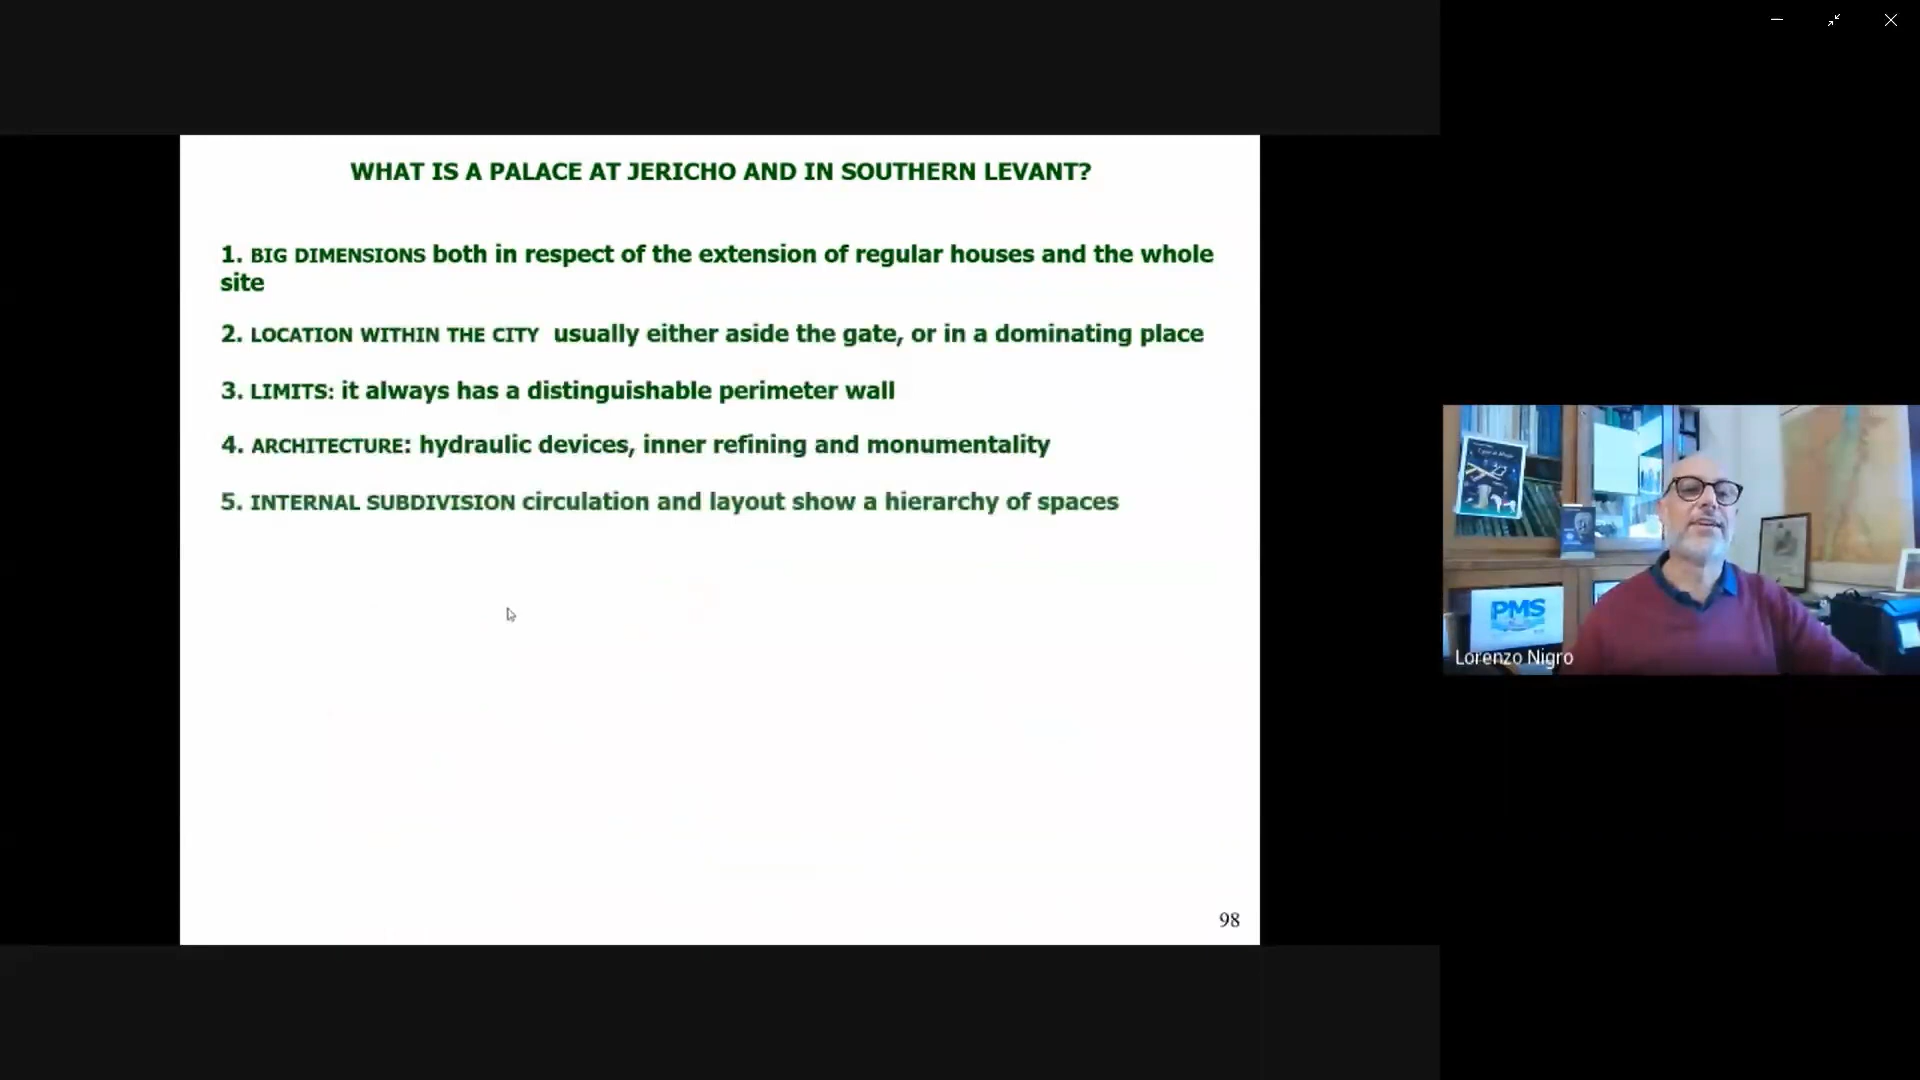 WHAT IS A PALACE AT JERICHO AND IN SOUTHERN LEVANT?
1. BIG DIMENSIONS both in respect of the extension of regular houses and the whole
site
2. LOCATION WITHIN THE CITY usually either aside the gate, or in a dominating place
3. LIMITS: it always has a distinguishable perimeter wall
4. ARCHITECTURE: hydraulic devices, inner refining and monumentality
5. INTERNAL SUBDIVISION circulation and layout show a hierarchy of spaces
98
PMS
Lorenzo Nigro